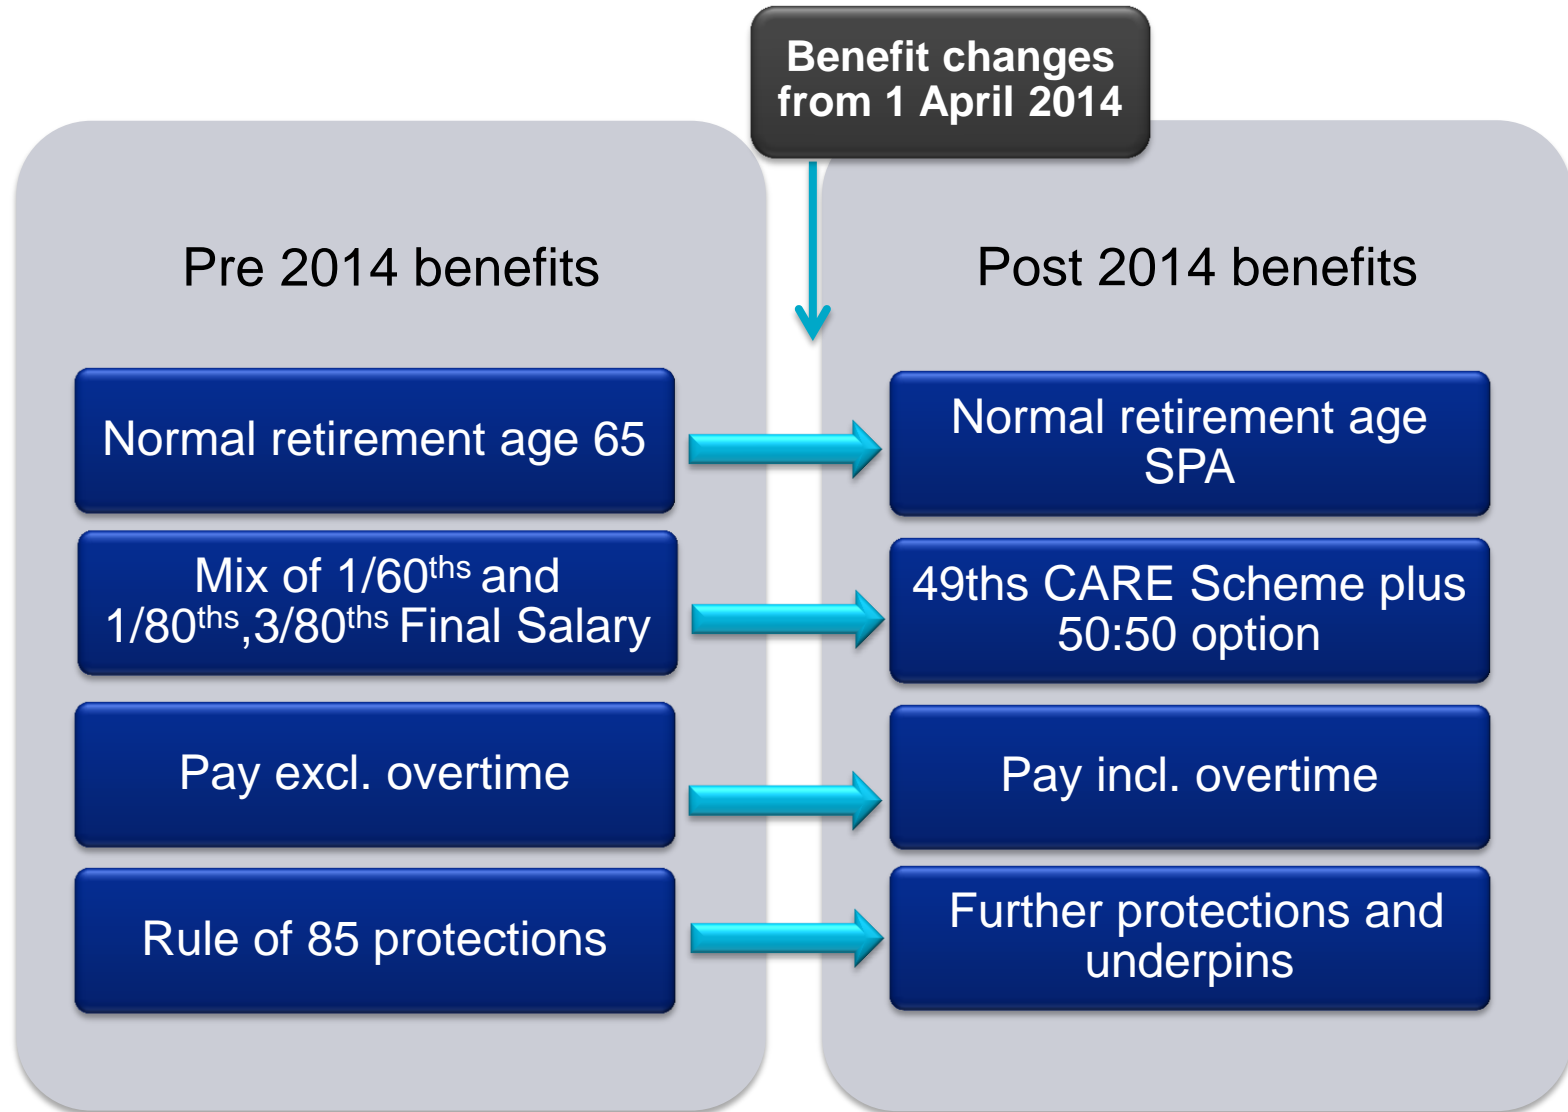 Benefit changes
from 1 April 2014
Pre 2014 benefits
Normal retirement age 65
Mix of 1/60ths and
1/80ths,3/80ths Final Salary
Pay excl. overtime
Rule of 85 protections
Post 2014 benefits
Normal retirement age
SPA
49ths CARE Scheme plus
50:50 option
Pay incl. overtime
Further protections and
underpins